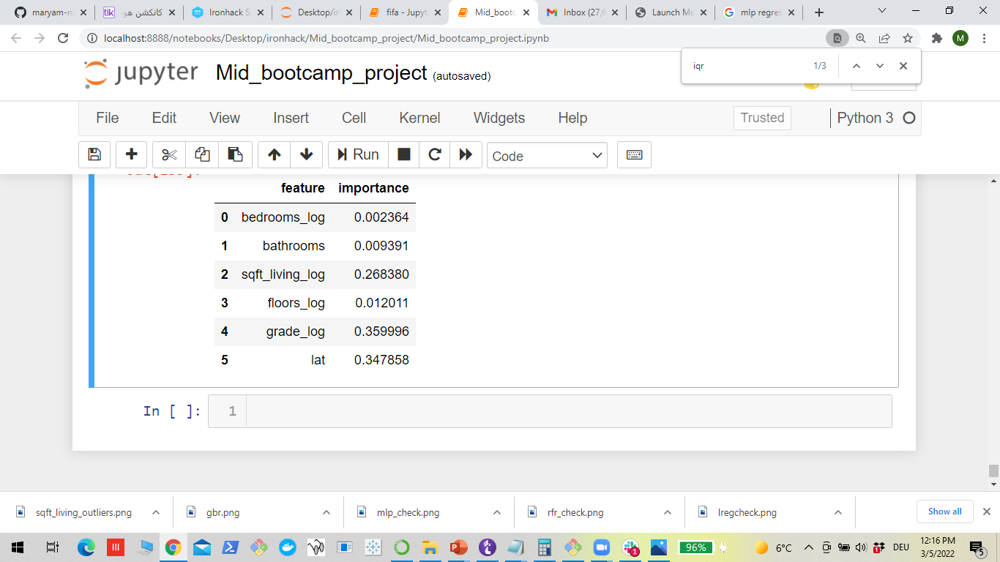 maryam-n
tlk کانکشن هو
Ironhack S
Desktop/ir
fifa - Jupyt
Mid_bootc
Inbox (27,6
Launch Me
mlp regres
localhost:8888/notebooks/Desktop/ironhack/Mid_bootcamp_project/Mid_bootcamp_project.ipynb
M
iqr 1/3
jupyter Mid_bootcamp_project (autosaved)
File Edit View Insert Cell Kernel Widgets Help Trusted Python 3
Run Code
feature importance
0 bedrooms_log 0.002364
1 bathrooms 0.009391
2 sqft_living_log 0.268380
3 floors_log 0.012011
4 grade_log 0.359996
5 lat 0.347858
In [ ]: 1
sqft_living_outliers.png gbr.png mlp_check.png rfr_check.png lregcheck.png Show all
96% 6°C DEU 12:16 PM
3/5/2022